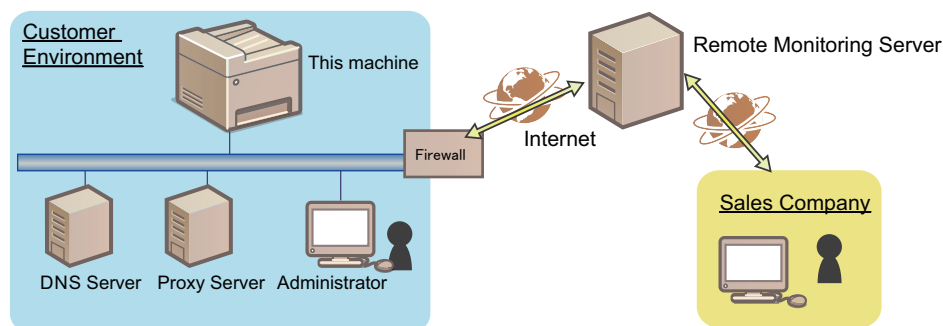 Customer
Environment
This machine
Remote Monitoring Server
Internet
Firewall
Sales Company
DNS Server
Proxy Server
Administrator